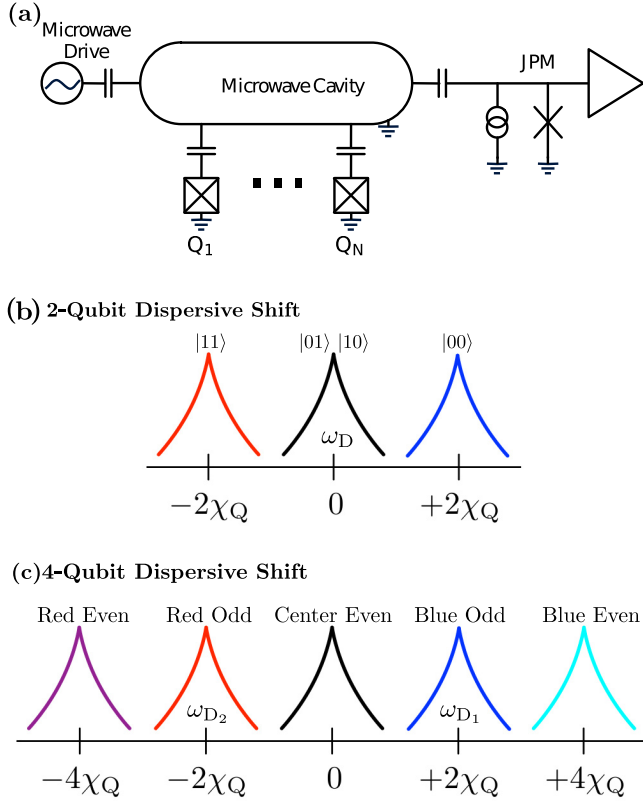 (a)
Microwave
Drive
Microwave Cavity
JPM
Q1
QN
(b) 2-Qubit Dispersive Shift
|11⟩ |01⟩ |10⟩ |00⟩
ωD
−2χQ 0 +2χQ
(c)4-Qubit Dispersive Shift
Red Even Red Odd Center Even Blue Odd Blue Even
ωD2 ωD1
−4χQ −2χQ 0 +2χQ +4χQ